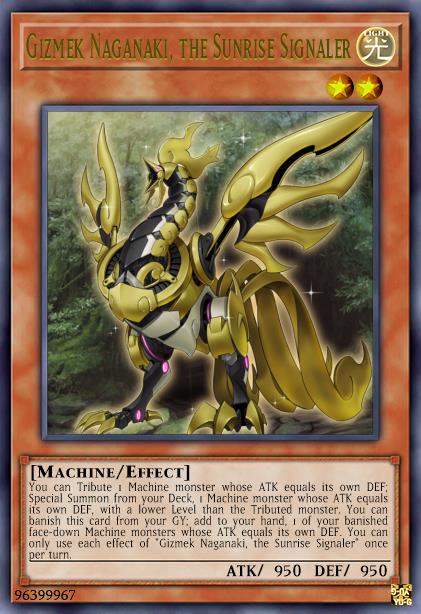 Gizmek Naganaki, the Sunrise Signaler
LIGHT
光
[Machine/Effect]
You can Tribute 1 Machine monster whose ATK equals its own DEF;
Special Summon from your Deck, 1 Machine monster whose ATK equals
its own DEF, with a lower Level than the Tributed monster. You can
banish this card from your GY; add to your hand, 1 of your banished
face-down Machine monsters whose ATK equals its own DEF. You can
only use each effect of "Gizmek Naganaki, the Sunrise Signaler" once
per turn.
ATK/ 950 DEF/ 950
96399967